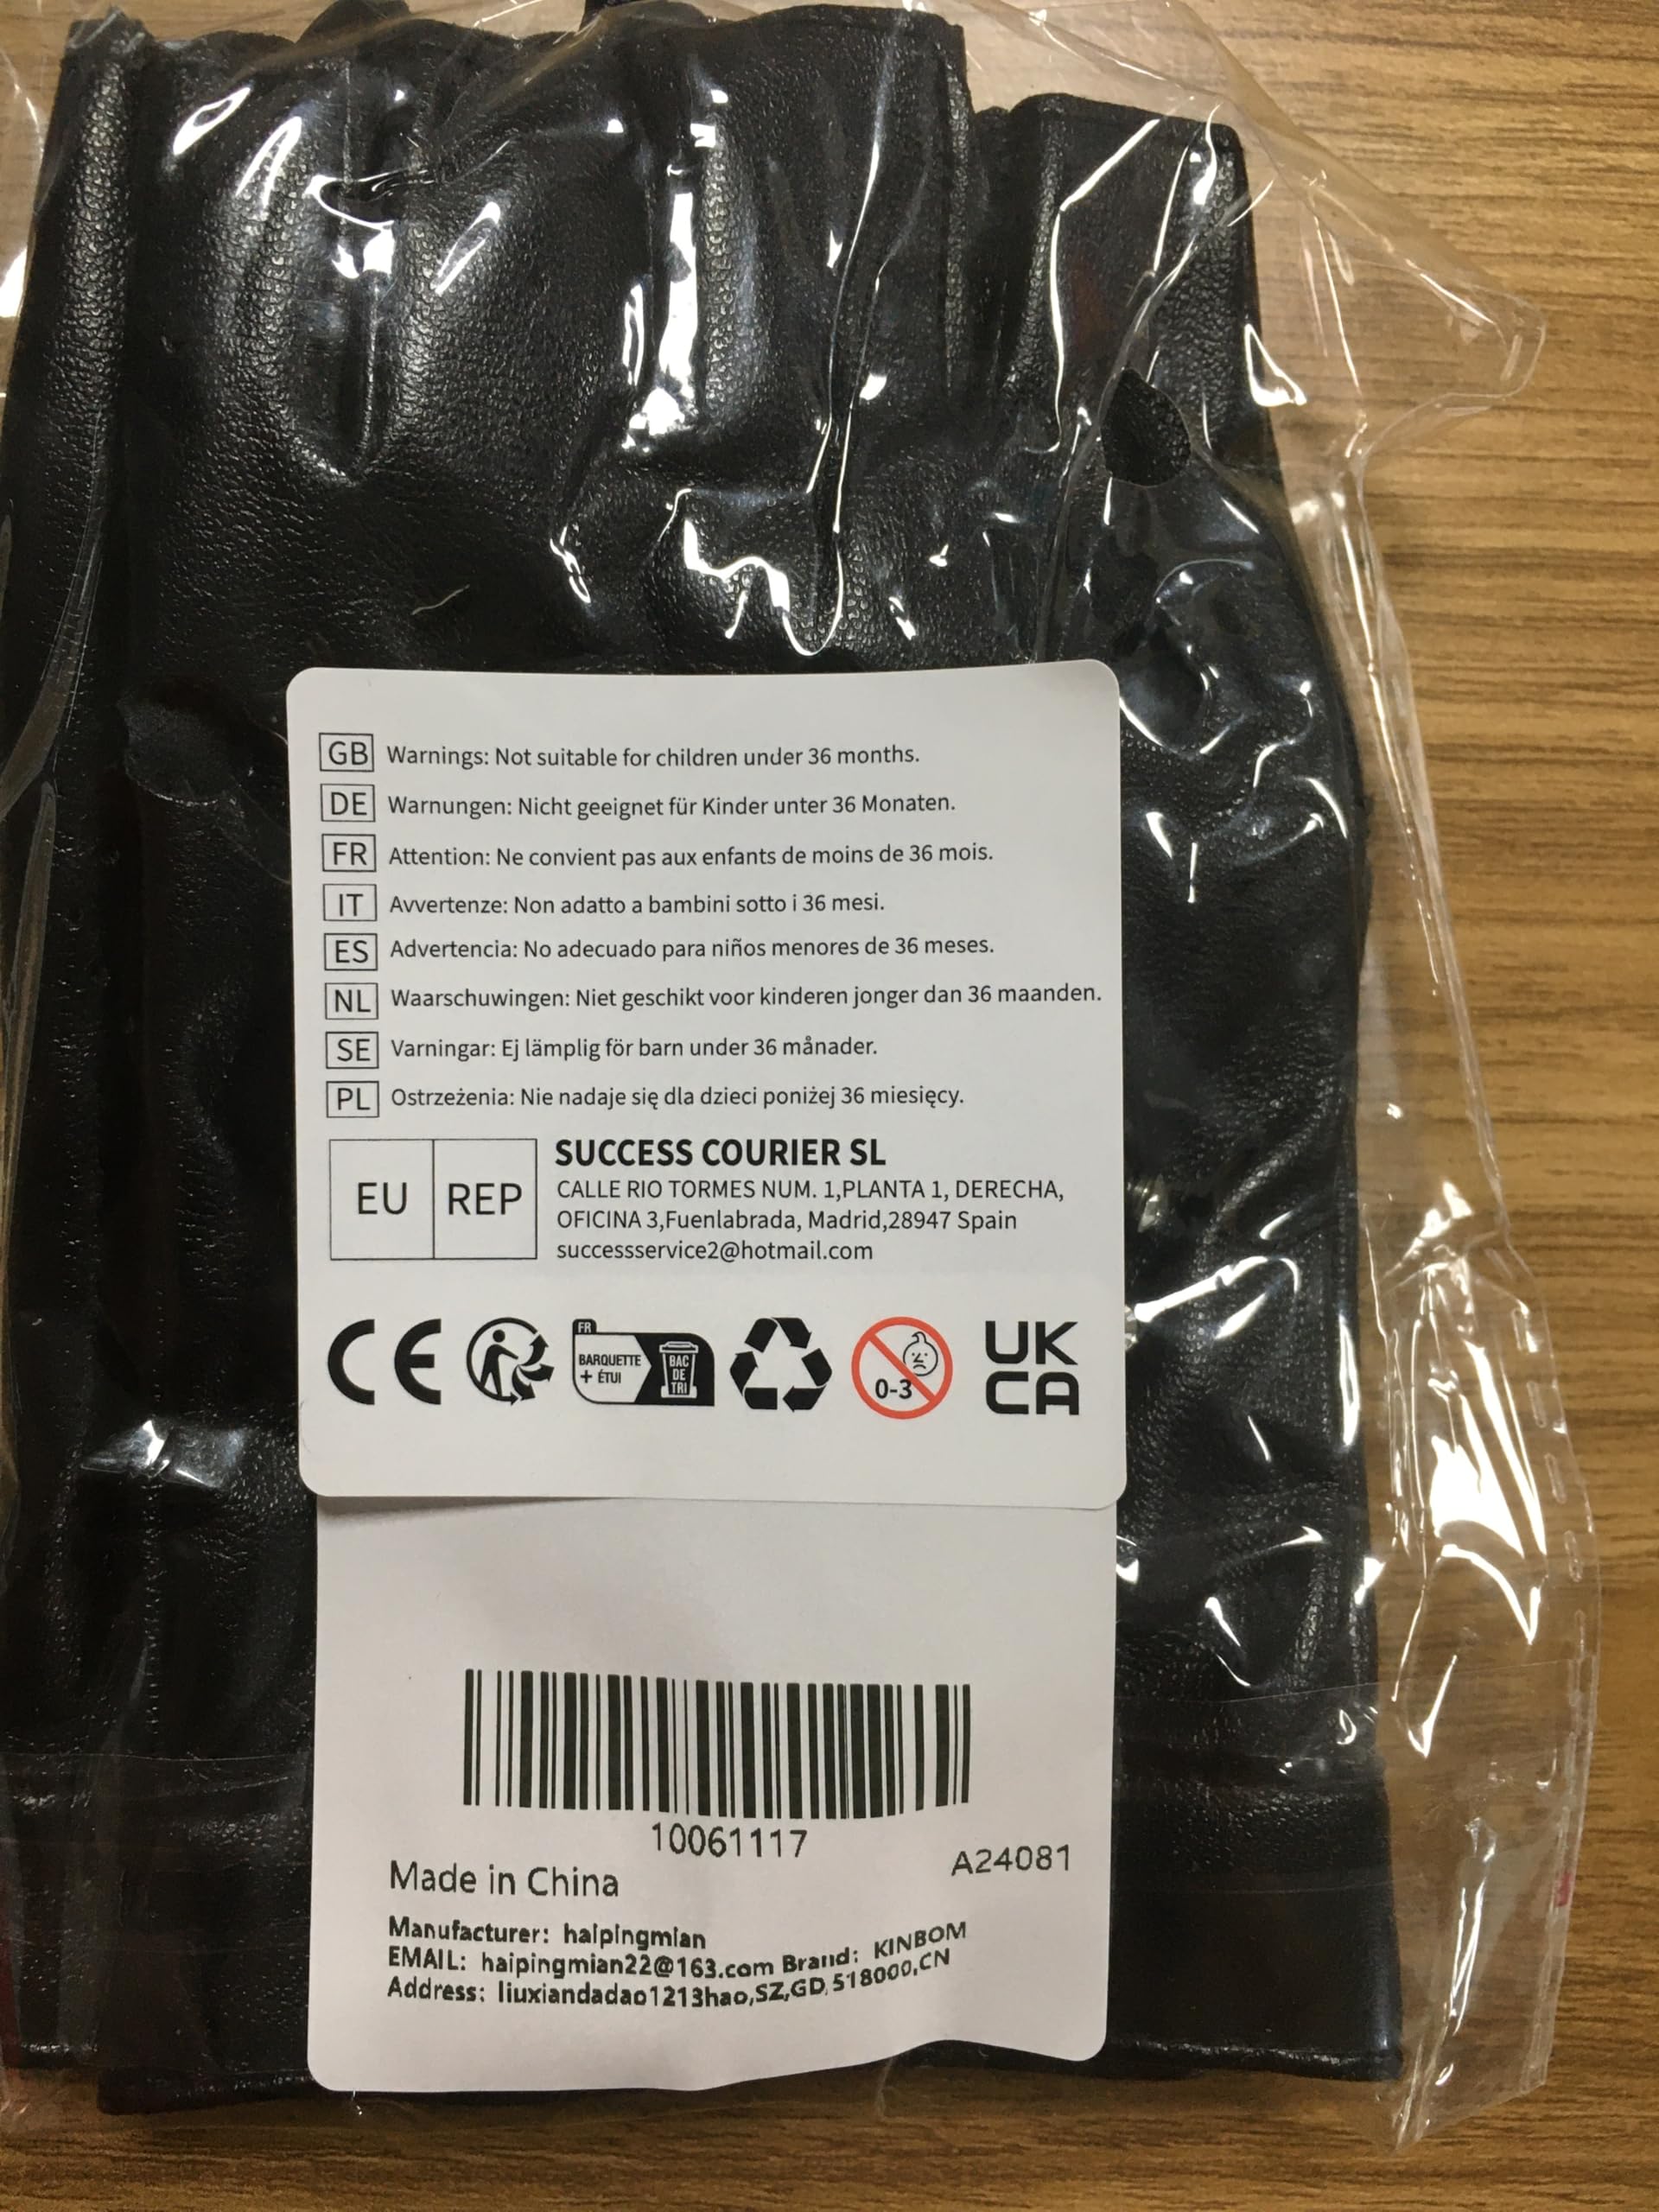 GB Warnings: Not suitable for children under 36 months.
DE Warnungen: Nicht geeignet für Kinder unter 36 Monaten.
FR Attention: Ne convient pas aux enfants de moins de 36 mois.
IT Avvertenze: Non adatto a bambini sotto i 36 mesi.
ES Advertencia: No adecuado para niños menores de 36 meses.
NL Waarschuwingen: Niet geschikt voor kinderen jonger dan 36 maanden.
SE Varningar: Ej lämplig för barn under 36 månader.
PL Ostrzeżenia: Nie nadaje się dla dzieci poniżej 36 miesięcy.
EU REP
SUCCESS COURIER SL
CALLE RIO TORMES NUM. 1,PLANTA 1, DERECHA,
OFICINA 3,Fuenlabrada, Madrid,28947 Spain
successservice2@hotmail.com
CE
FR
BARQUETTE
+ ÉTUI
BAC
DE
TRI
0-3
UK
CA
10061117
A24081
Made in China
Manufacturer: haipingmian
EMAIL: haipingmian22@163.com Brand: KINBOM
Address: liuxiandadao1213hao,SZ,GD,518000,CN